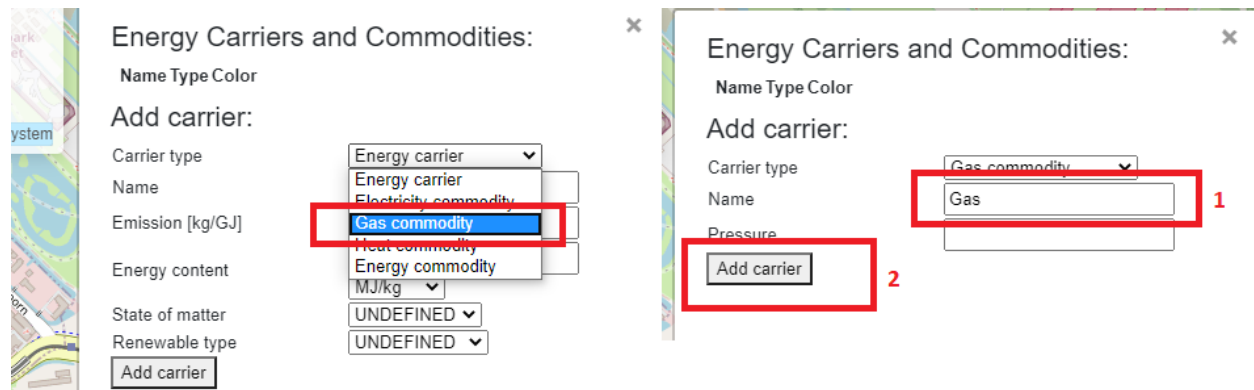 Energy Carriers and Commodities:
Name Type Color
Add carrier:
Carrier type Energy carrier
Name Energy carrier
Electricity commodity
Emission [kg/GJ] Gas commodity
Heat commodity
Energy content Energy commodity
MJ/kg
State of matter UNDEFINED
Renewable type UNDEFINED
Add carrier
ystem
Energy Carriers and Commodities:
Name Type Color
Add carrier:
Carrier type Gas commodity
Name Gas 1
Pressure
Add carrier 2